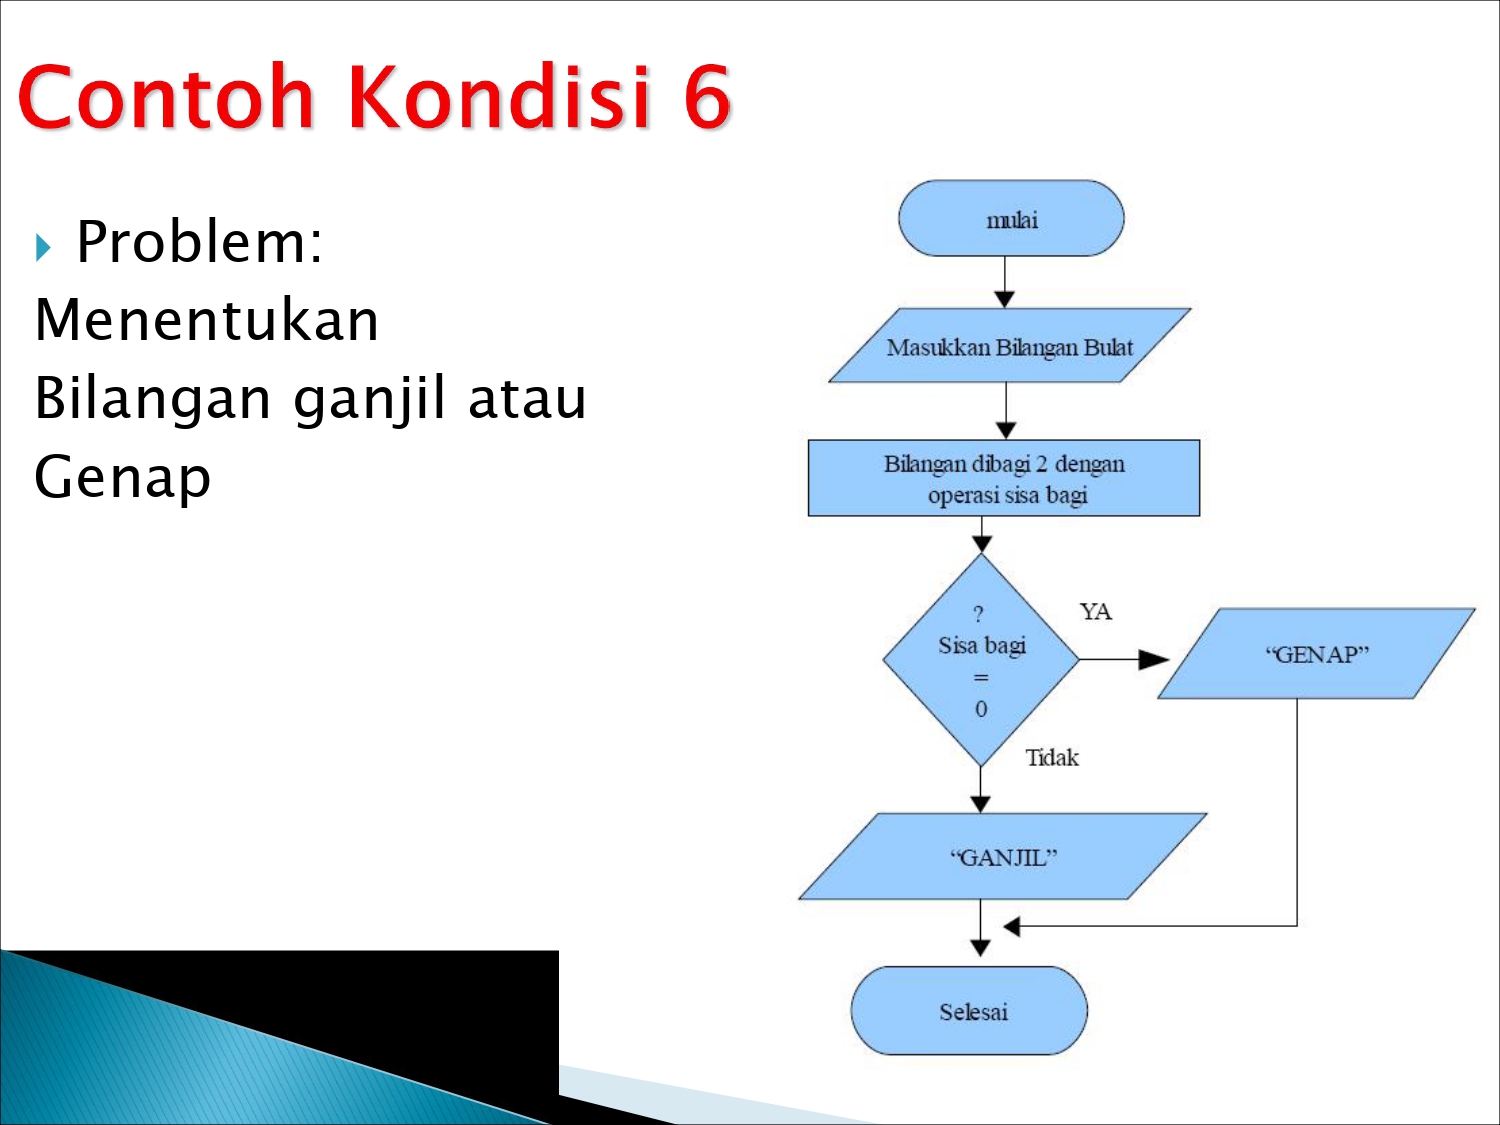 Contoh Kondisi 6
Problem:
Menentukan
Bilangan ganjil atau
Genap
mulai
Masukkan Bilangan Bulat
Bilangan dibagi 2 dengan
operasi sisa bagi
?
Sisa bagi
=
0
YA
“GENAP”
Tidak
“GANJIL”
Selesai